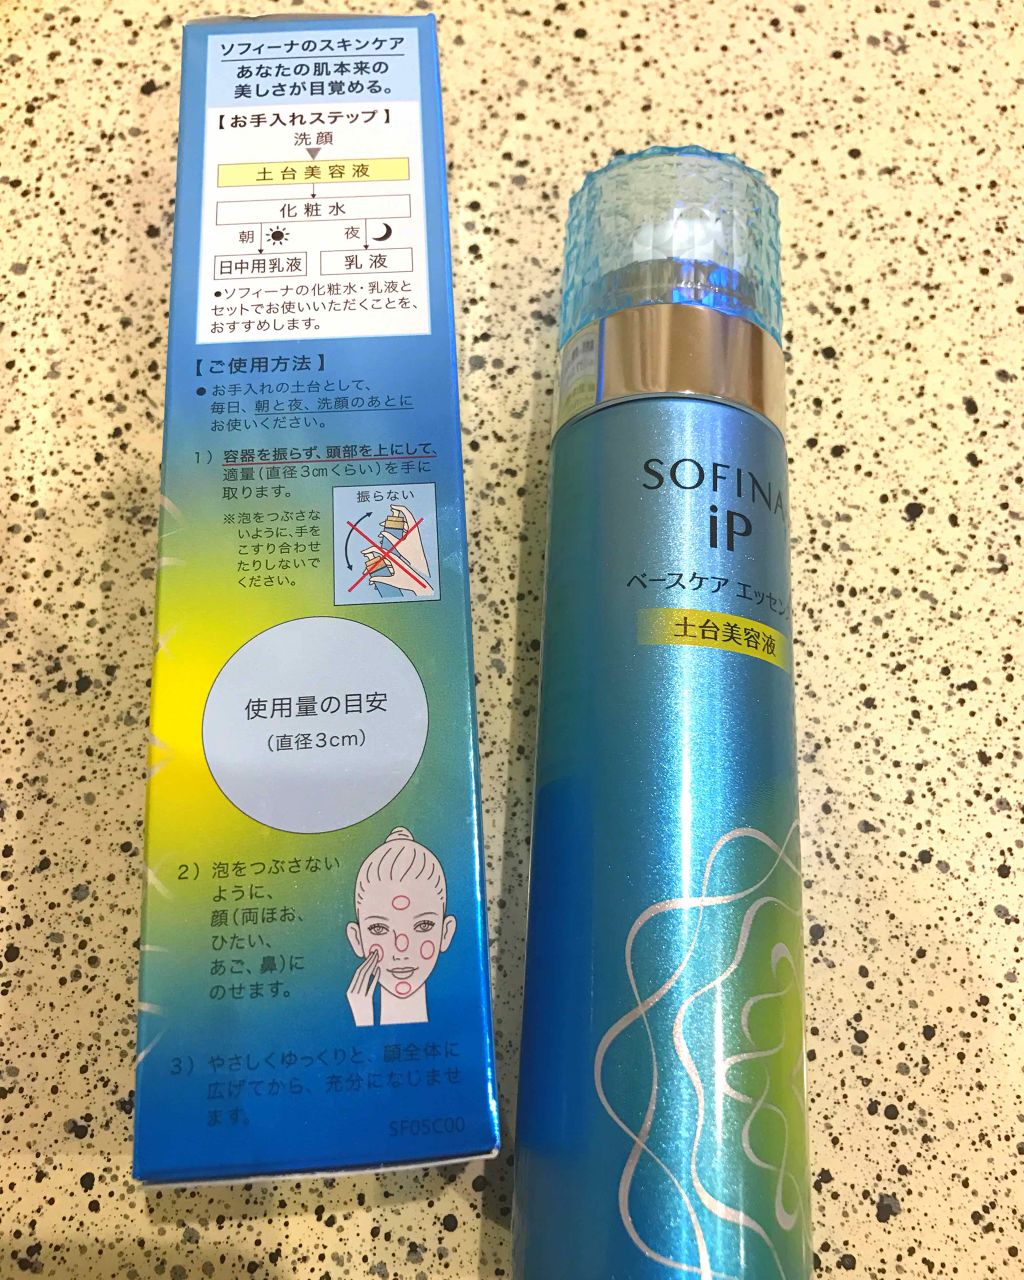 ソフィーナのスキンケア
あなたの肌本来の
美しさが目覚める。
【お手入れステップ】
洗顔
土台美容液
化粧水
朝 夜
日中用乳液 乳液
●ソフィーナの化粧水・乳液と
セットでお使いいただくことを、
おすすめします。
【ご使用方法】
●お手入れの土台として、
毎日、朝と夜、洗顔のあとに
お使いください。
1）容器を振らず、頭部を上にして、
適量（直径3cmくらい）を手に
取ります。
※泡をつぶさな
いように、手を
こすり合わせ
たりしないで
ください。
振らない
使用量の目安
（直径3cm）
2）泡をつぶさない
ように、
顔（両ほお、
ひたい、
あご、鼻）に
のせます。
3）やさしくゆっくりと、顔全体に
広げてから、充分になじませ
ます。
SF05C00
SOFINA
iP
ベースケア エッセン
土台美容液